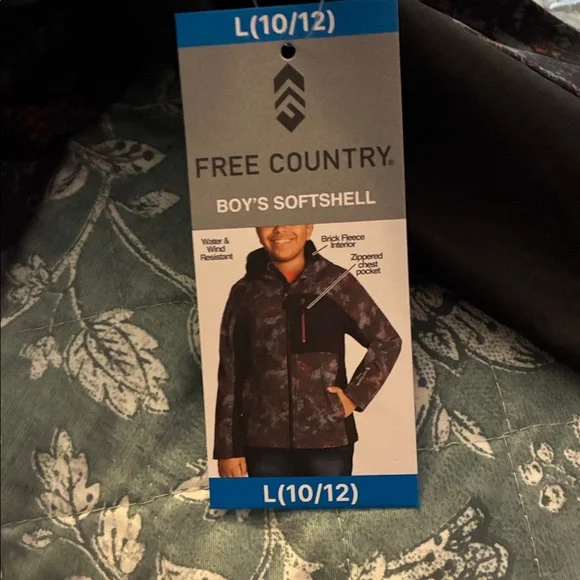 L(10/12)
FREE COUNTRY®
BOY'S SOFTSHELL
Water &
Wind
Resistant
Brick Fleece
Interior
Zippered
chest
pocket
L(10/12)